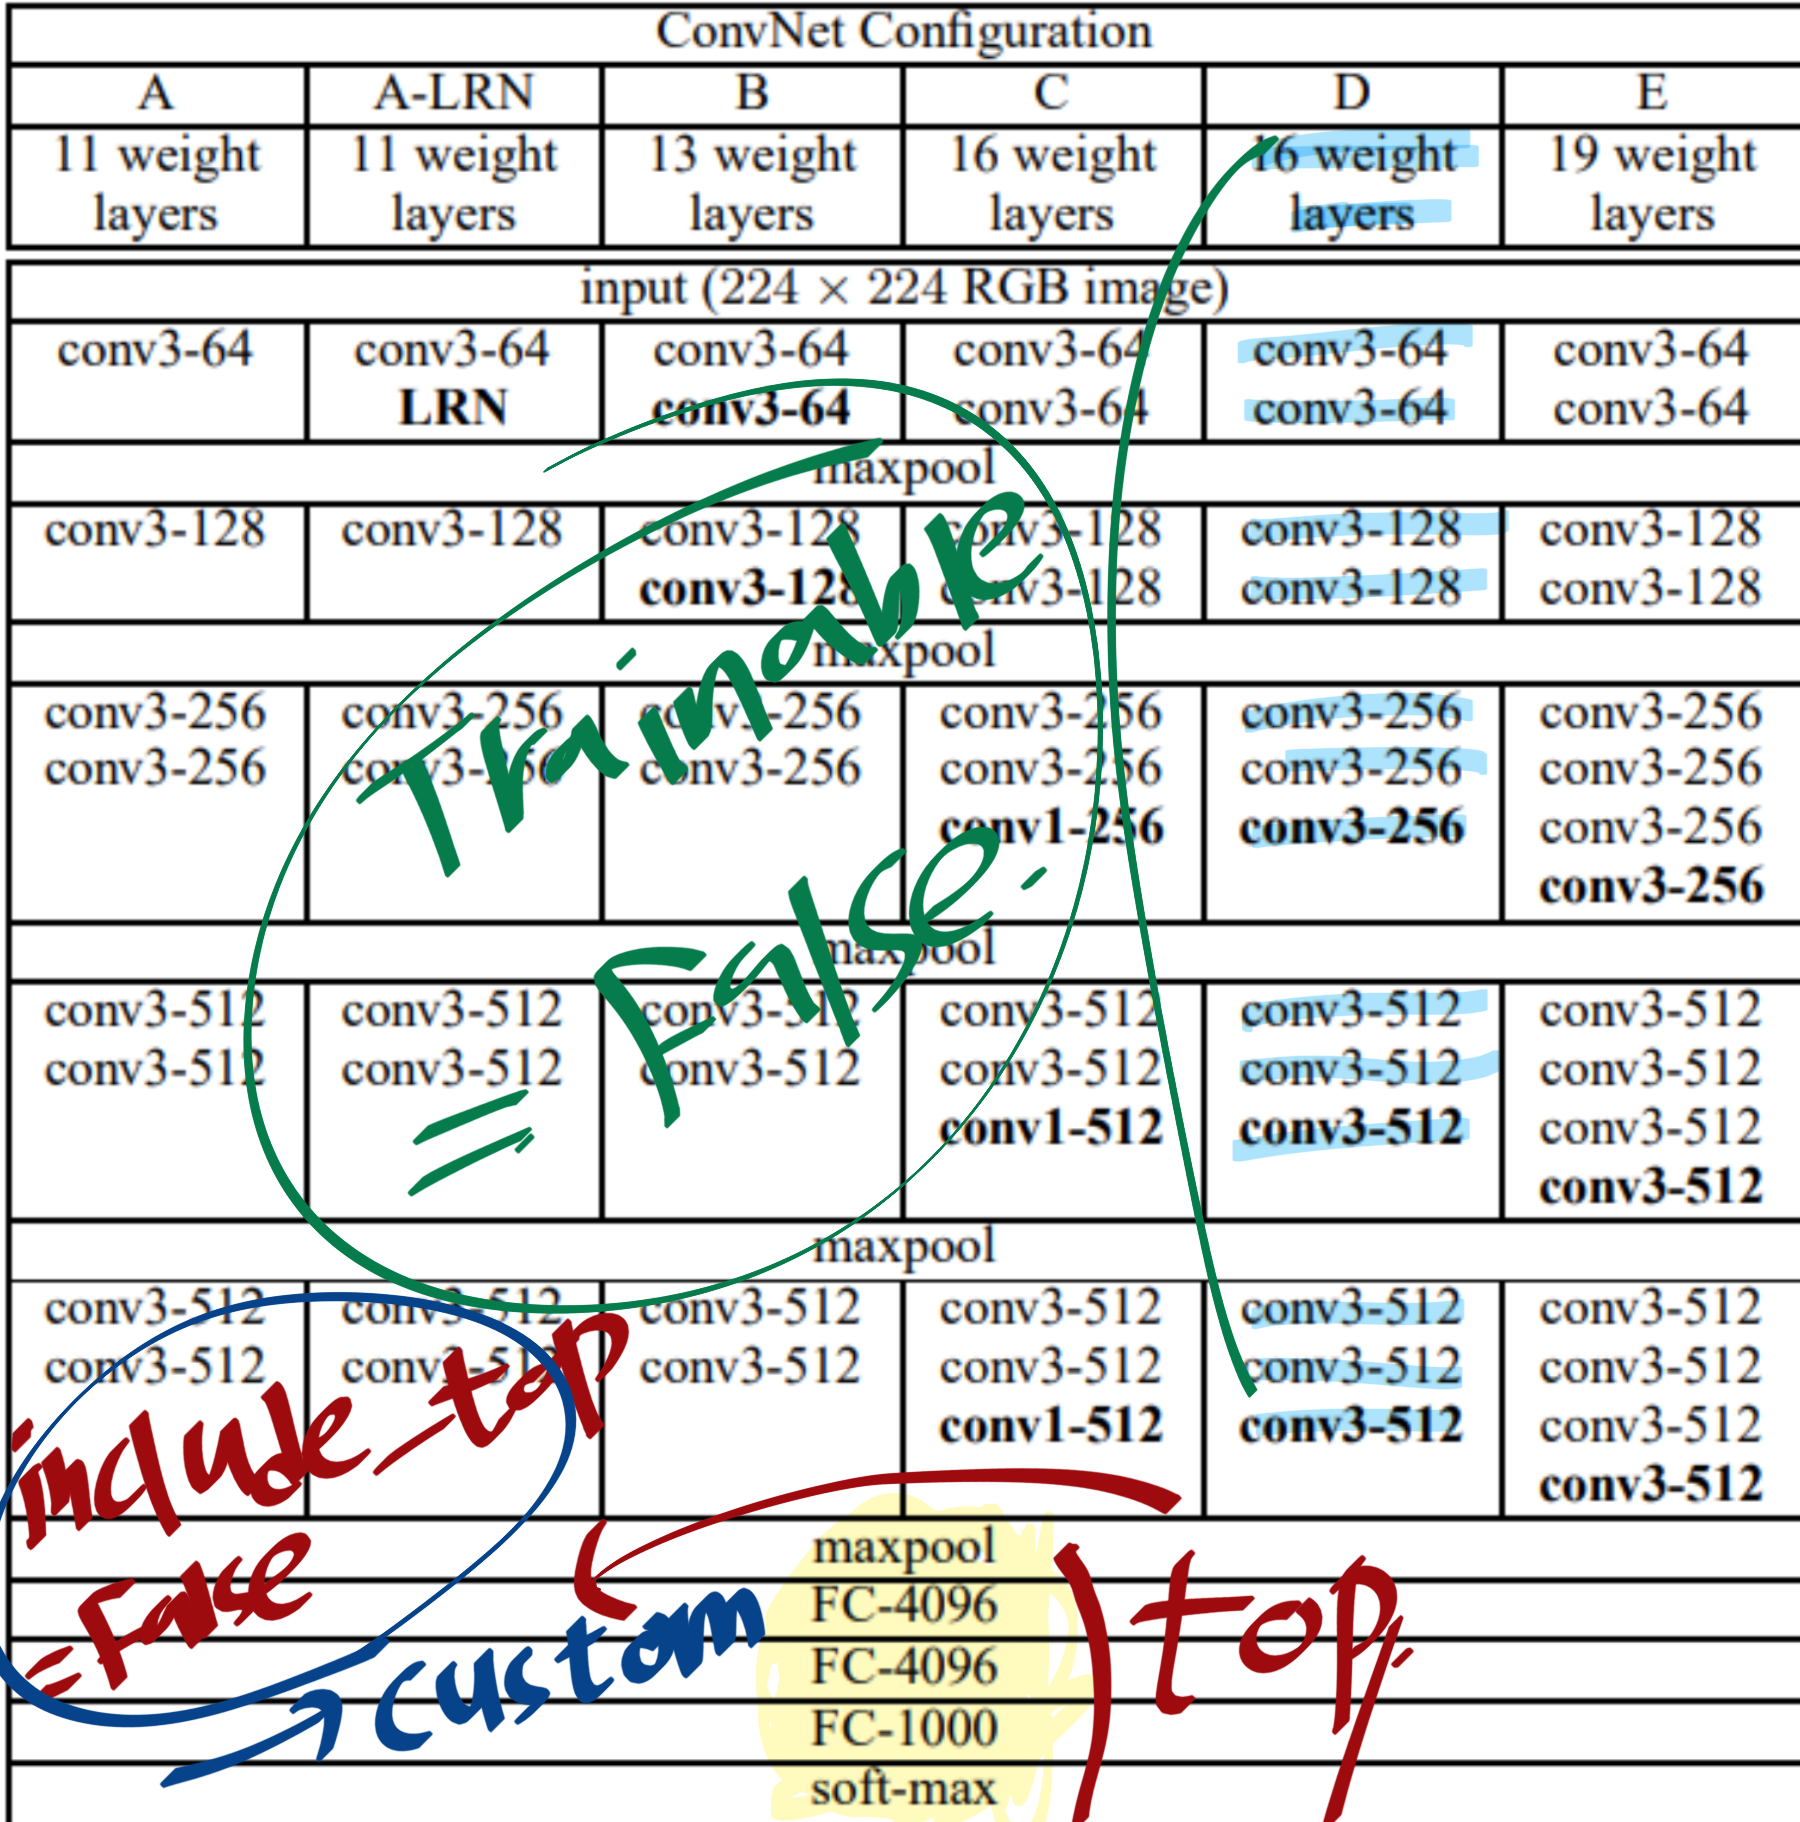 ConvNet Configuration
A A-LRN B C D E
11 weight 11 weight 13 weight 16 weight 16 weight 19 weight
layers layers layers layers layers layers
input (224 × 224 RGB image)
conv3-64 conv3-64 conv3-64 conv3-64 conv3-64 conv3-64
LRN conv3-64 conv3-64 conv3-64 conv3-64
maxpool
conv3-128 conv3-128 conv3-128 conv3-128 conv3-128 conv3-128
conv3-128 conv3-128 conv3-128 conv3-128
maxpool
conv3-256 conv3-256 conv3-256 conv3-256 conv3-256 conv3-256
conv3-256 conv3-256 conv3-256 conv3-256 conv3-256 conv3-256
conv1-256 conv3-256 conv3-256
conv3-256
maxpool
conv3-512 conv3-512 conv3-512 conv3-512 conv3-512 conv3-512
conv3-512 conv3-512 conv3-512 conv3-512 conv3-512 conv3-512
conv1-512 conv3-512 conv3-512
conv3-512
maxpool
conv3-512 conv3-512 conv3-512 conv3-512 conv3-512 conv3-512
conv3-512 conv3-512 conv3-512 conv3-512 conv3-512 conv3-512
conv1-512 conv3-512 conv3-512
conv3-512
maxpool
FC-4096
FC-4096
FC-1000
soft-max
Trainable
= False.
include_top
= False
→ custom
top,